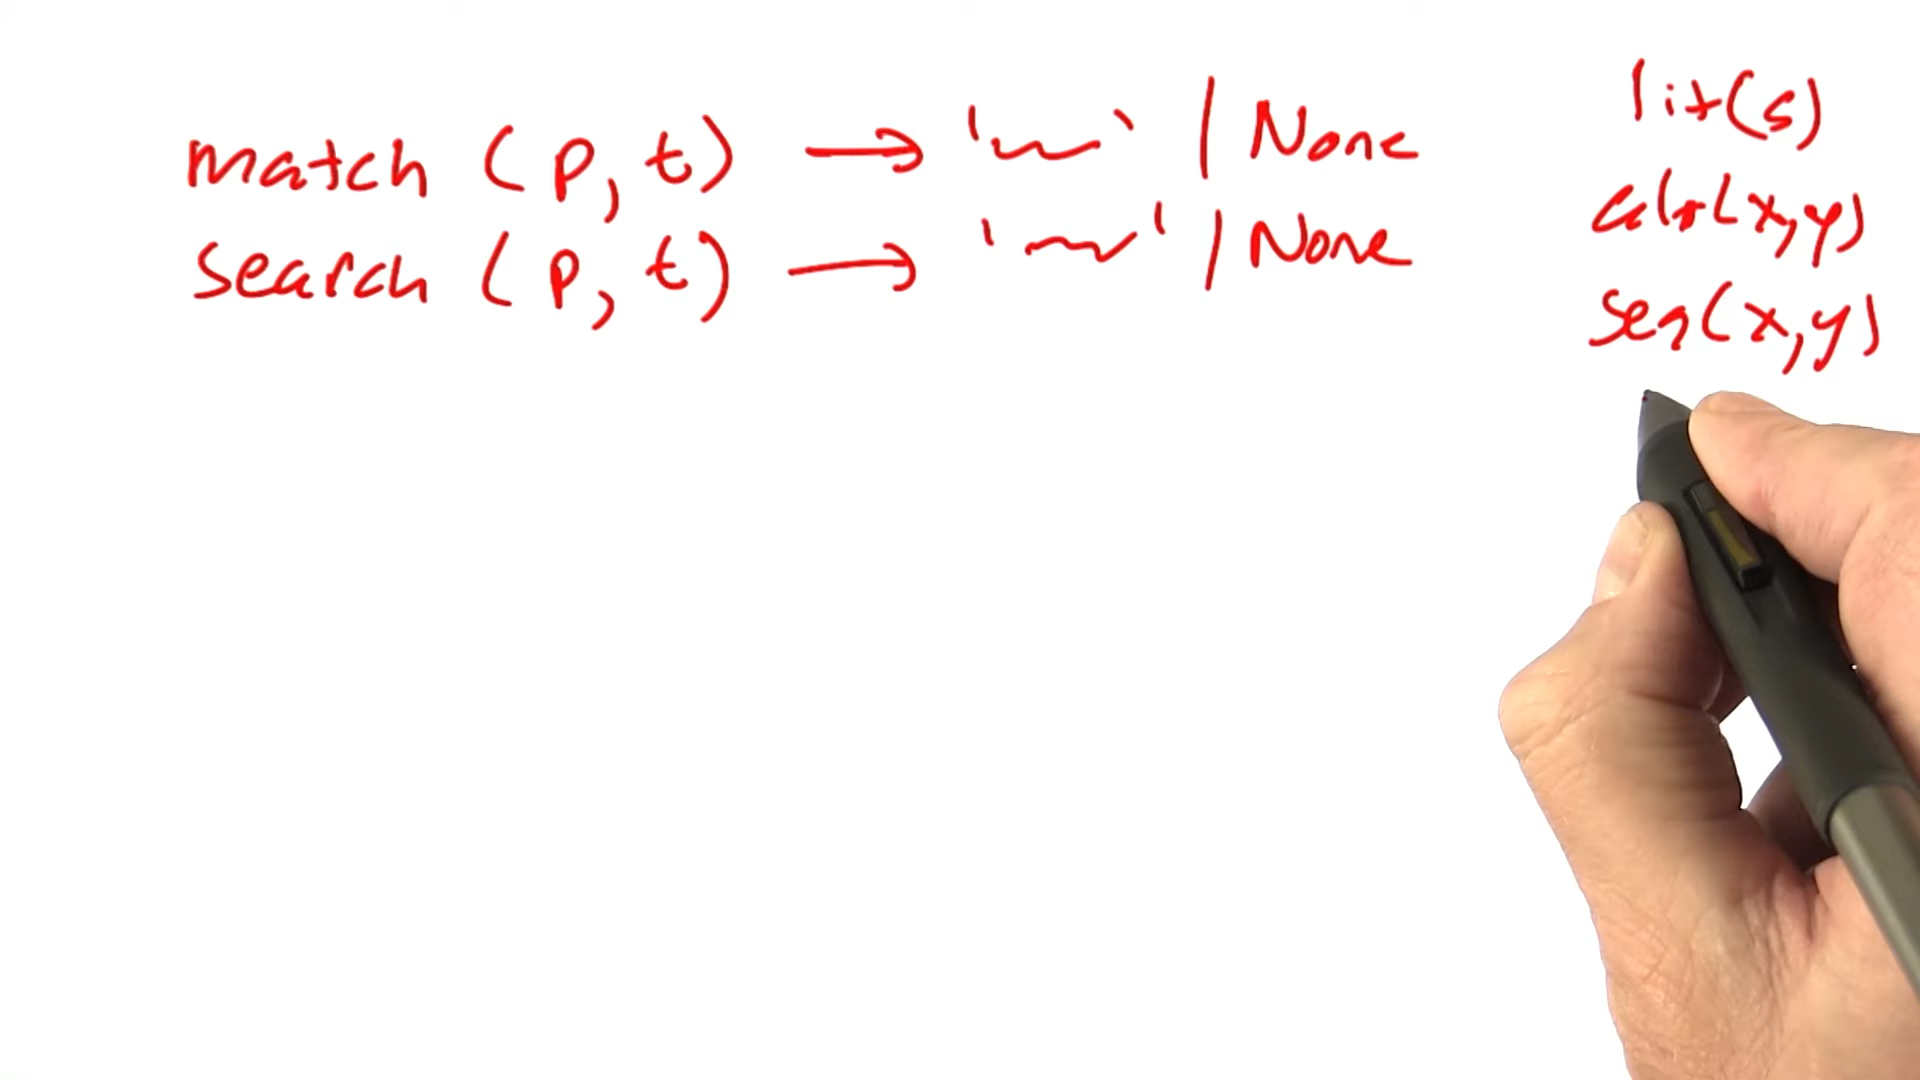 match (p, t) → '~~' | None
search (p, t) → '~~' | None
lit(s)
alt(x,y)
seq(x,y)